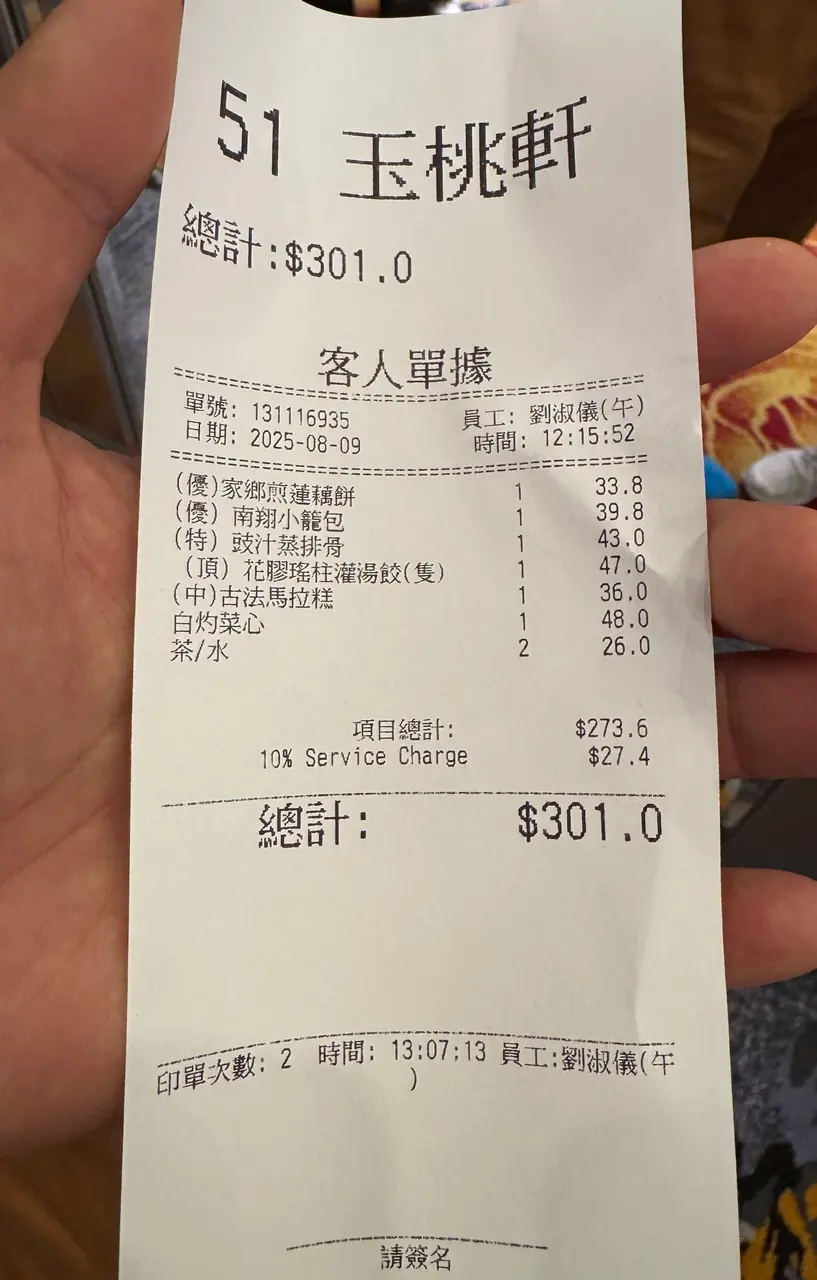 51 玉桃軒
總計:$301.0
客人單據
單號: 131116935 員工: 劉淑儀(午)
日期: 2025-08-09 時間: 12:15:52
(優)家鄉煎蓮藕餅 1 33.8
(優) 南翔小籠包 1 39.8
(特) 豉汁蒸排骨 1 43.0
(頂) 花膠瑤柱灌湯餃(隻) 1 47.0
(中)古法馬拉糕 1 36.0
白灼菜心 1 48.0
茶/水 2 26.0
項目總計: $273.6
10% Service Charge $27.4
總計: $301.0
印單次數: 2 時間: 13:07:13 員工:劉淑儀(午
)
請簽名